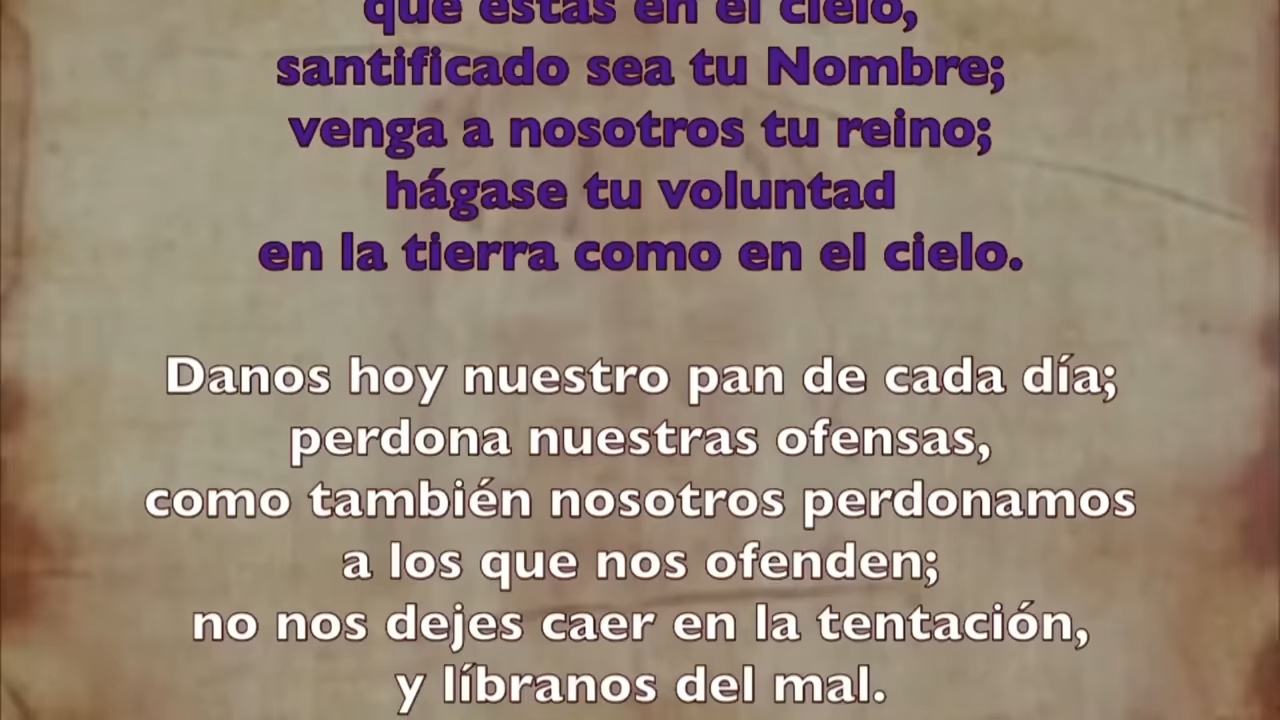 que estás en el cielo,
santificado sea tu Nombre;
venga a nosotros tu reino;
hágase tu voluntad
en la tierra como en el cielo.
Danos hoy nuestro pan de cada día;
perdona nuestras ofensas,
como también nosotros perdonamos
a los que nos ofenden;
no nos dejes caer en la tentación,
y líbranos del mal.